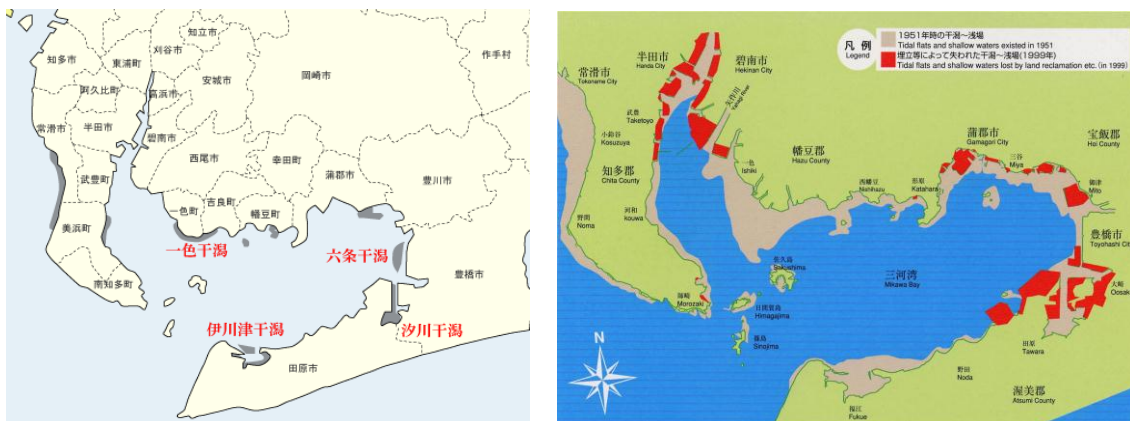 知立市
刈谷市
知多市
東浦町
岡崎市
作手村
安城市
阿久比町
高浜市
常滑市
半田市
碧南市
西尾市
幸田町
武豊町
蒲郡市
豊川市
吉良町
一色町
幡豆町
美浜町
一色干潟
六条干潟
豊橋市
南知多町
伊川津干潟
汐川干潟
田原市
凡例
Legend
1951年時の干潟〜浅場
Tidal flats and shallow waters existed in 1951
埋立等によって失われた干潟〜浅場(1999年)
Tidal flats and shallow waters lost by land reclamation etc.(in 1999)
半田市
Handa City
碧南市
Hekinan City
常滑市
Tokoname City
矢作川
Yahagi River
武豊
Taketoyo
小鈴谷
Kosuzuya
蒲郡市
Gamagori City
宝飯郡
Hoi County
幡豆郡
Hazu County
三谷
Miya
一色
Isshiki
知多郡
Chita County
西幡豆
Nishihazu
形原
Katahara
御津
Mito
野間
Noma
河和
kouwa
豊橋市
Toyohashi City
佐久島
Sakushima
三河湾
Mikawa Bay
大崎
Oosaki
師崎
Morozaki
日間賀島
Himagajima
篠島
Sinojima
N
田原
Tawara
野田
Noda
渥美郡
Atsumi County
福江
Fukue